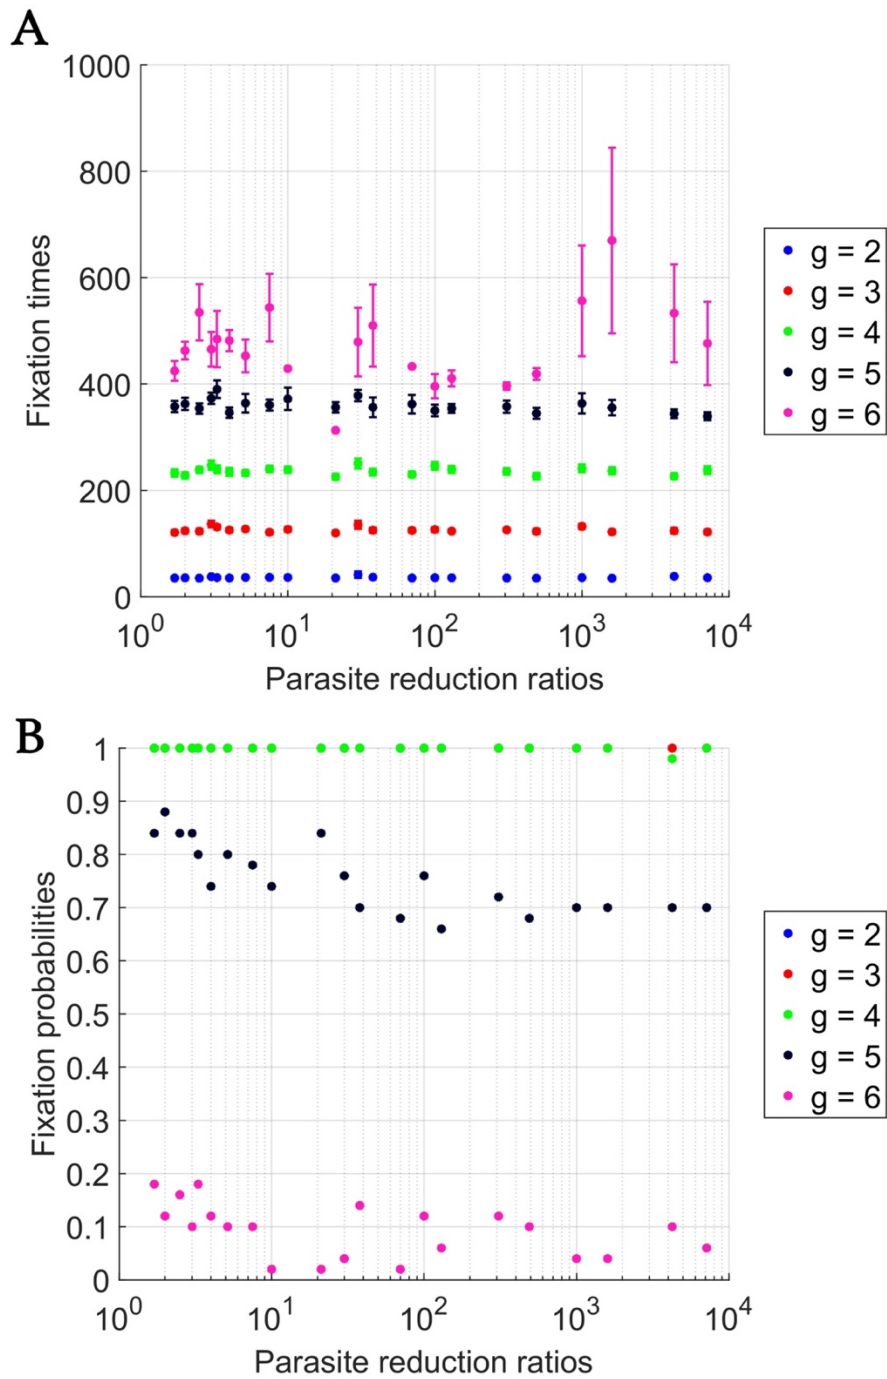 A
1000
800
600
400
200
0
Fixation times
10^0 10^1 10^2 10^3 10^4
Parasite reduction ratios
g = 2
g = 3
g = 4
g = 5
g = 6
B
1
0.9
0.8
0.7
0.6
0.5
0.4
0.3
0.2
0.1
0
Fixation probabilities
10^0 10^1 10^2 10^3 10^4
Parasite reduction ratios
g = 2
g = 3
g = 4
g = 5
g = 6